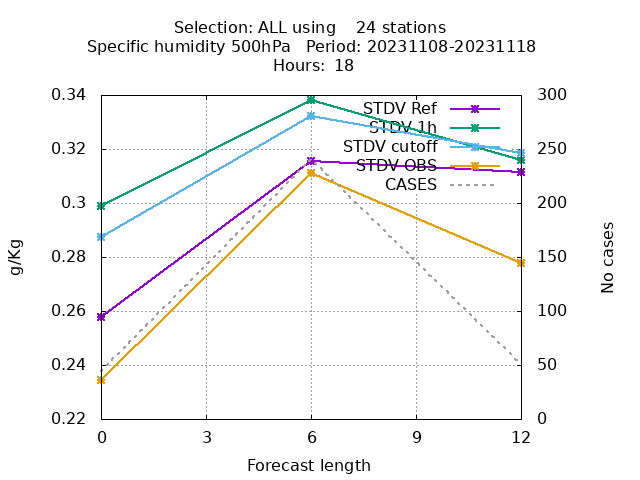 Selection: ALL using    24 stations
Specific humidity 500hPa   Period: 20231108-20231118
Hours: 18
0.34
0.32
0.3
0.28
0.26
0.24
0.22
g/Kg
300
250
200
150
100
50
0
No cases
STDV Ref
STDV 1h
STDV cutoff
STDV OBS
CASES
0 3 6 9 12
Forecast length